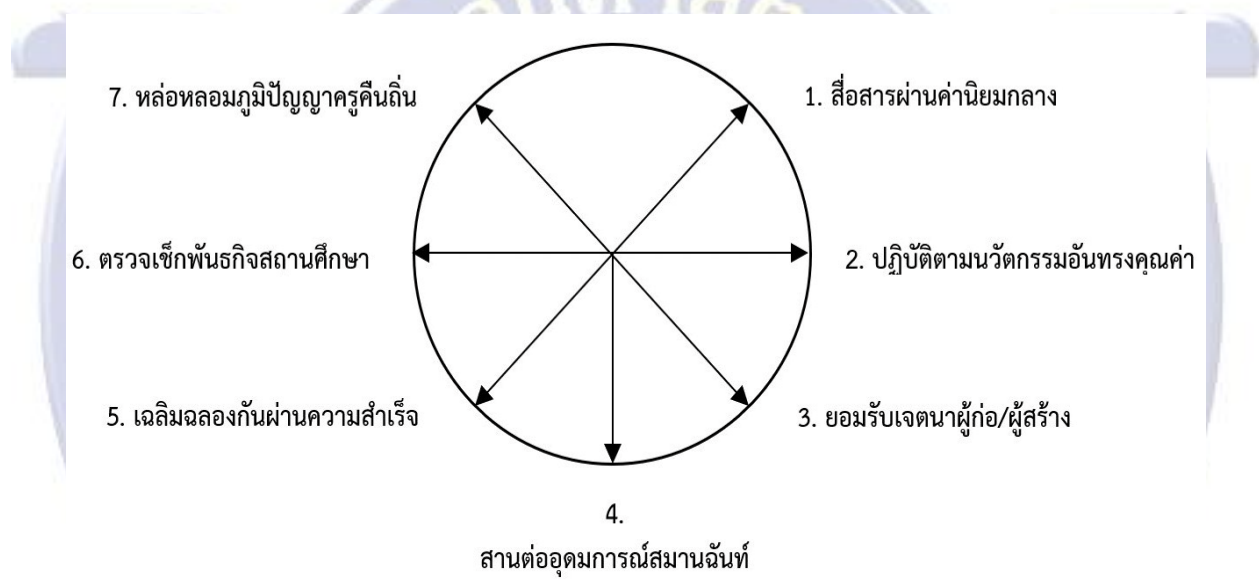 7. หล่อหลอมภูมิปัญญาครูคืนถิ่น
1. สื่อสารผ่านค่านิยมกลาง
6. ตรวจเช็กพันธกิจสถานศึกษา
2. ปฏิบัติตามนวัตกรรมอันทรงคุณค่า
5. เฉลิมฉลองกันผ่านความสำเร็จ
3. ยอมรับเจตนาผู้ก่อ/ผู้สร้าง
4.
สานต่ออุดมการณ์สมานฉันท์